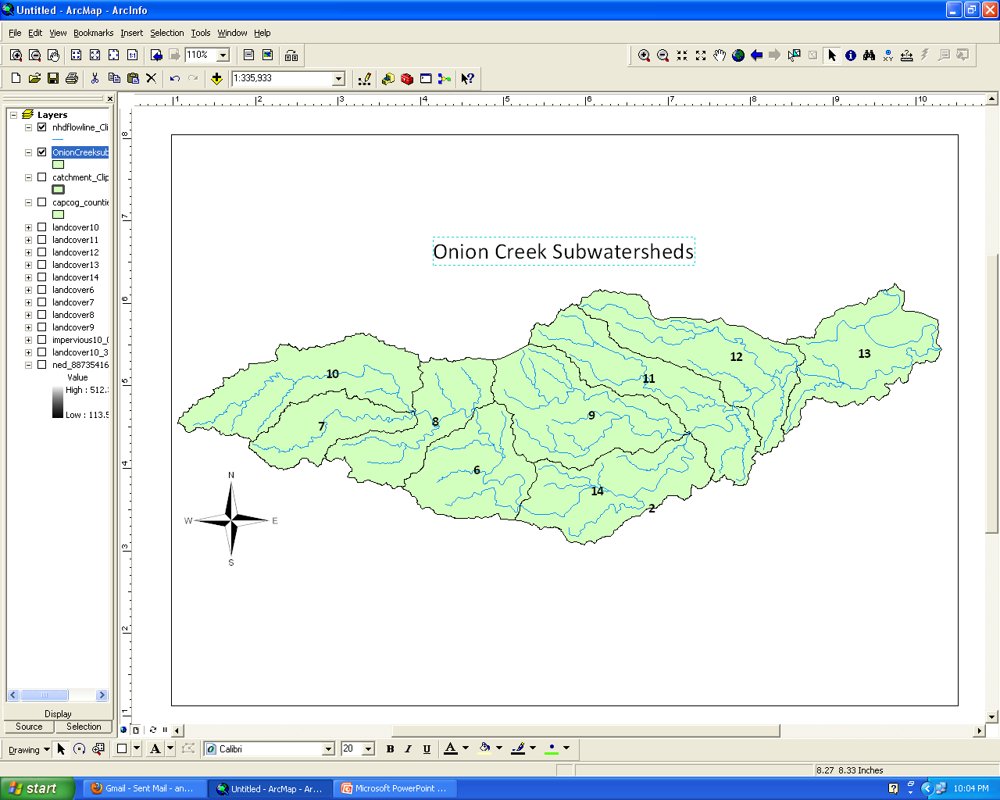 Untitled - ArcMap - ArcInfo
File Edit View Bookmarks Insert Selection Tools Window Help
110%
1:1
XY
1:335,933
1 2 3 4 5 6 7 8 9 10
Layers
nhdflowline_Cli
OnionCreeksub
catchment_Clip
capcog_countie
landcover10
landcover11
landcover12
landcover13
landcover14
landcover6
landcover7
landcover8
landcover9
impervious10_0
landcover10_3
ned_88735416
Value
High : 512.
Low : 113.5
8
7
6
5
4
3
2
1
Onion Creek Subwatersheds
13
12
10
11
9
8
7
6
14
2
N
W E
S
Display
Source Selection
Drawing A Calibri 20 B I U A
8.27 8.33 Inches
start Gmail - Sent Mail - an... Untitled - ArcMap - Ar... Microsoft PowerPoint ... 10:04 PM